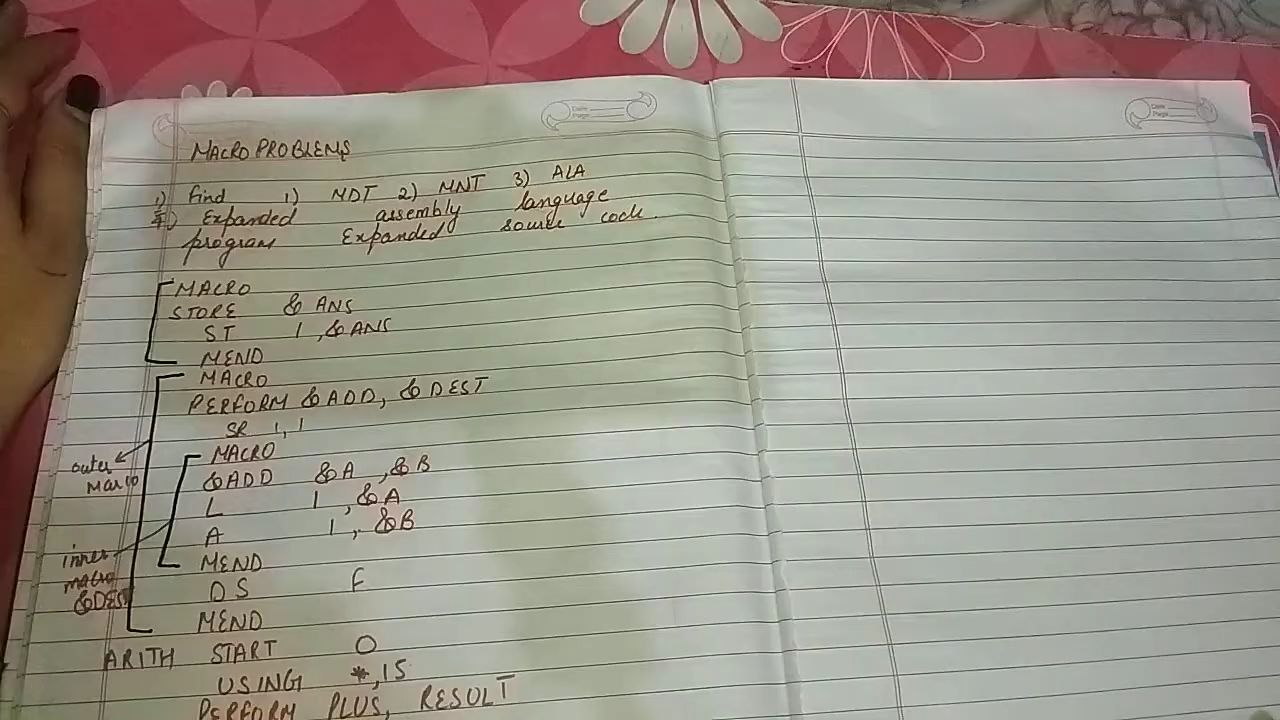 MACRO PROBLEMS
1) Find 1) MDT 2) MNT 3) ALA
Expanded assembly language
program Expanded source code.
MACRO
STORE &ANS
ST 1,&ANS
MEND
MACRO
PERFORM &ADD, &DEST
SR 1,1
MACRO
outer
macro
&ADD &A,&B
L 1,&A
A 1,&B
inner
macro
MEND
&DEST DS F
MEND
ARITH START 0
USING *,15
PERFORM PLUS, RESULT